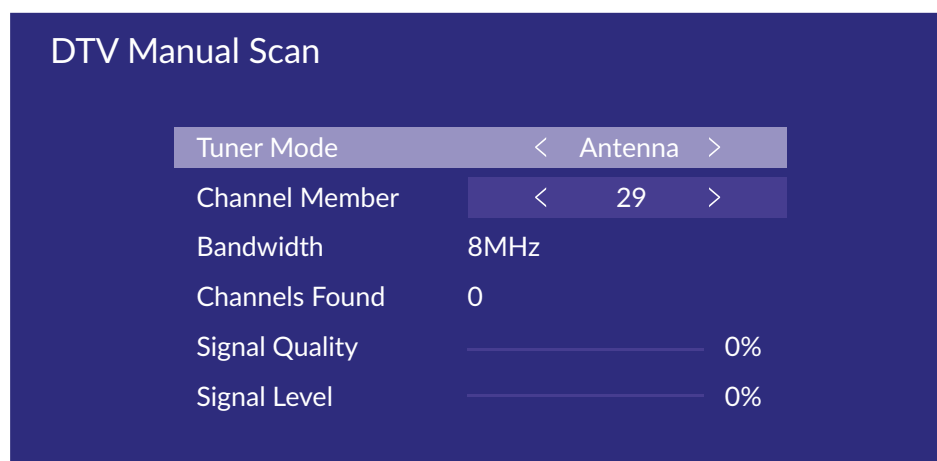 DTV Manual Scan
Tuner Mode < Antenna >
Channel Member < 29 >
Bandwidth 8MHz
Channels Found 0
Signal Quality 0%
Signal Level 0%